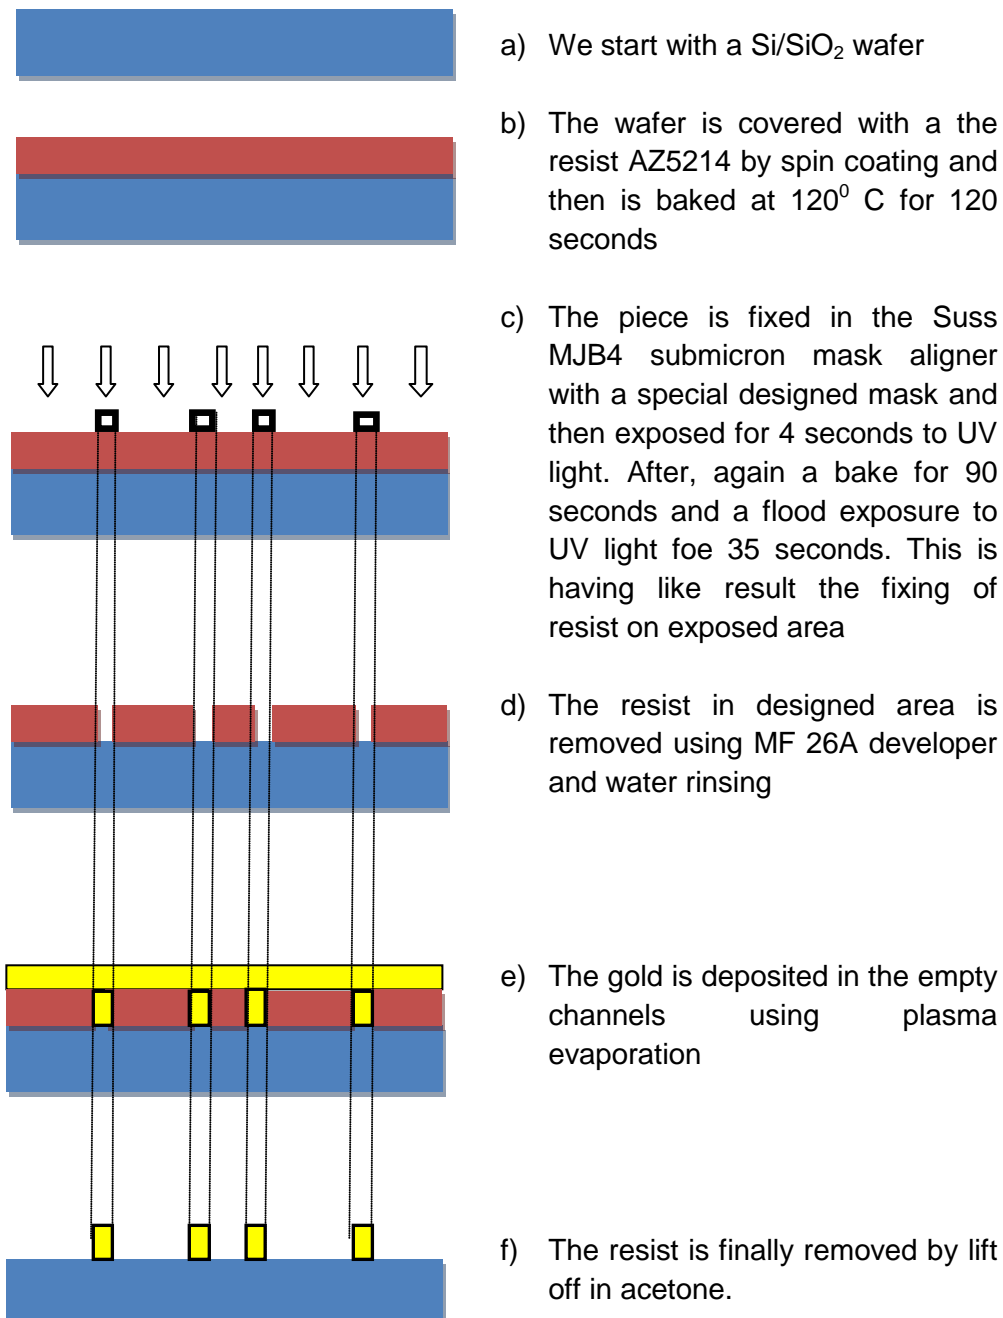 a) We start with a Si/SiO₂ wafer
b) The wafer is covered with a the
resist AZ5214 by spin coating and
then is baked at 120⁰ C for 120
seconds
c) The piece is fixed in the Suss
MJB4 submicron mask aligner
with a special designed mask and
then exposed for 4 seconds to UV
light. After, again a bake for 90
seconds and a flood exposure to
UV light foe 35 seconds. This is
having like result the fixing of
resist on exposed area
d) The resist in designed area is
removed using MF 26A developer
and water rinsing
e) The gold is deposited in the empty
channels using plasma
evaporation
f) The resist is finally removed by lift
off in acetone.